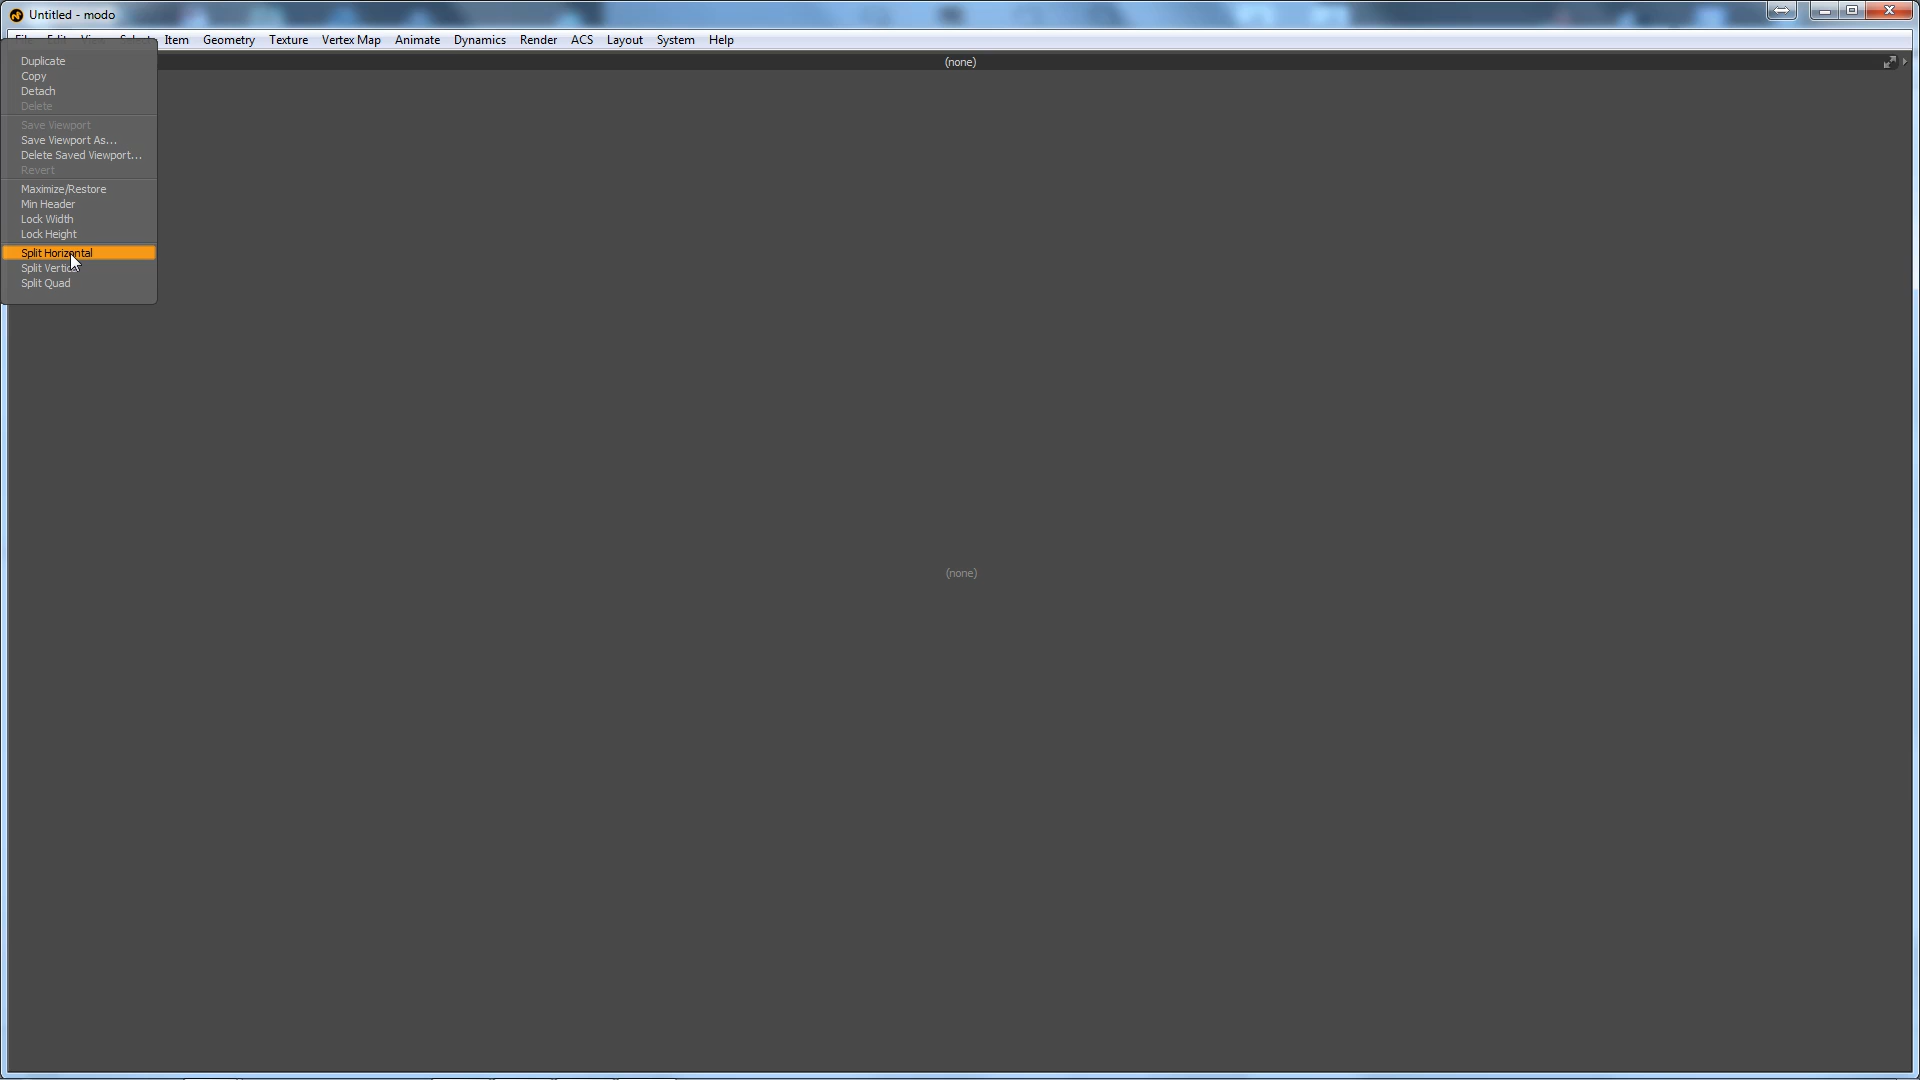 Untitled - modo
Item Geometry Texture Vertex Map Animate Dynamics Render ACS Layout System Help
(none)
Duplicate
Copy
Detach
Delete
Save Viewport
Save Viewport As...
Delete Saved Viewport...
Revert
Maximize/Restore
Min Header
Lock Width
Lock Height
Split Horizontal
Split Vertical
Split Quad
(none)